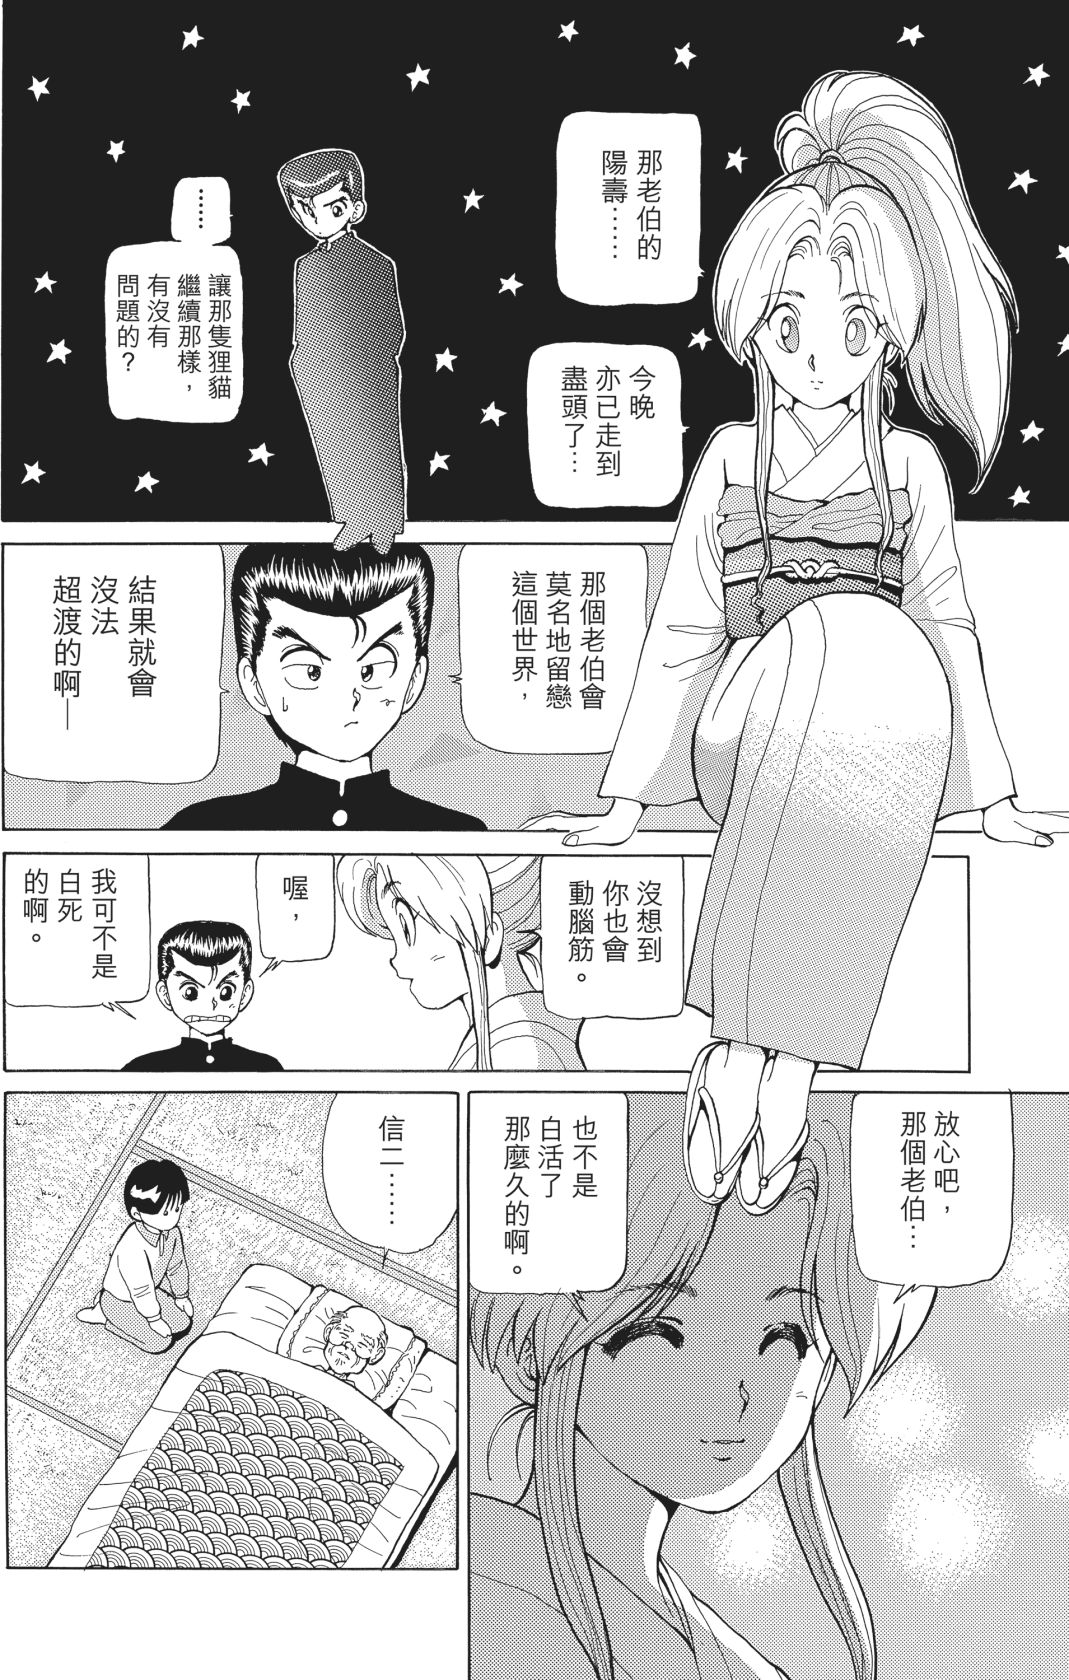 那老伯的
陽壽……
今晚
亦已走到
盡頭了…
……
讓那隻狸貓
繼續那樣，
有沒有
問題的？
那個老伯會
莫名地留戀
這個世界，
結果就會
沒法
超渡的啊—
沒想到
你也會
動腦筋。
喔，
我可不是
白死
的啊。
放心吧，
那個老伯…
也不是
白活了
那麼久的啊。
信二……